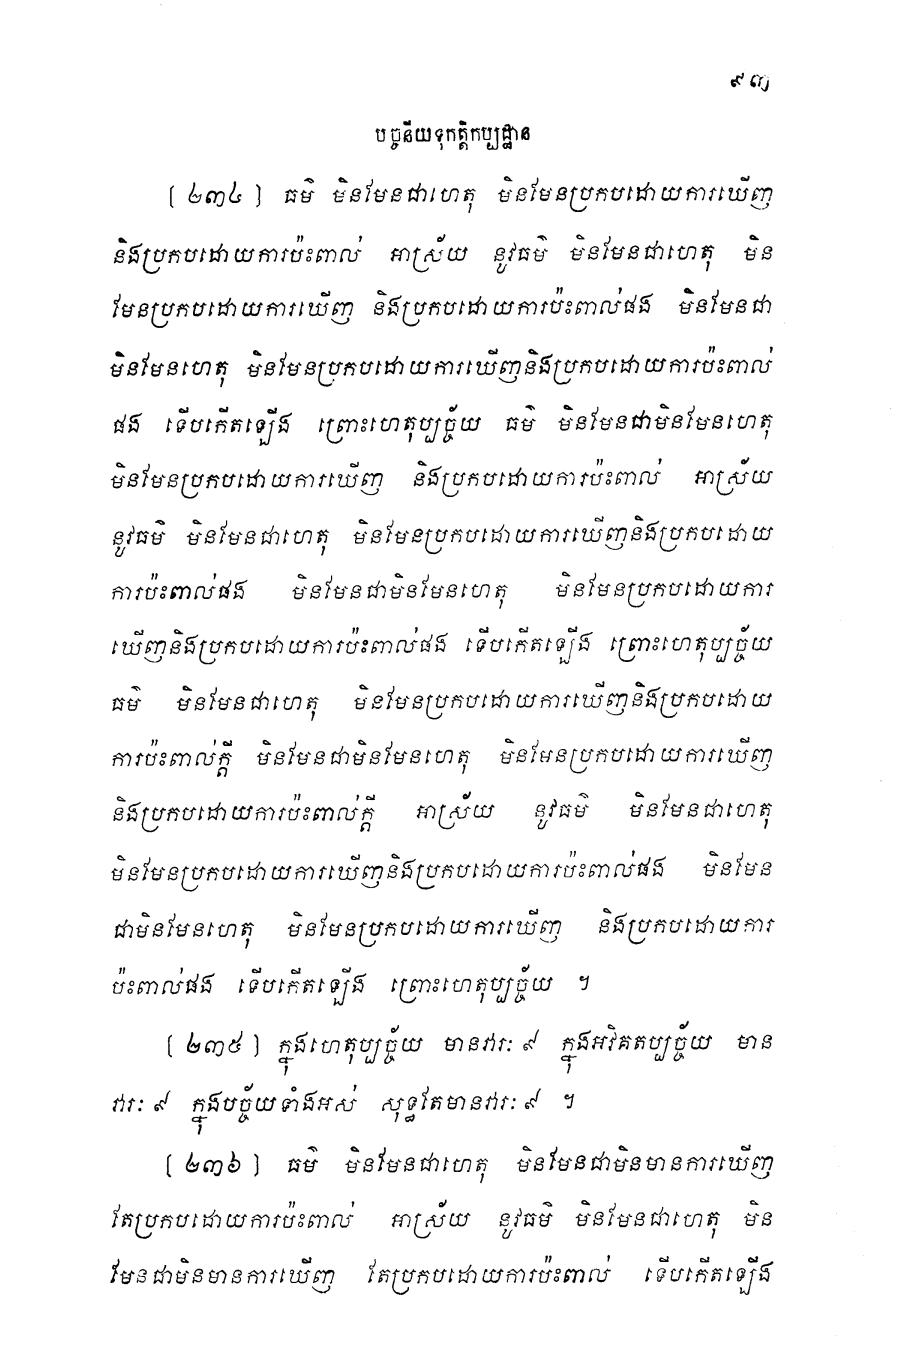 ៩៣
បច្ចនីយទុកត្តិកប្បដ្ឋាន
[ ២៣៤ ] ធម៌ មិនមែនជាហេតុ មិនមែនប្រកបដោយការឃើញ
និងប្រកបដោយការប៉ះពាល់ អាស្រ័យ នូវធម៌ មិនមែនជាហេតុ មិន
មែនប្រកបដោយការឃើញ និងប្រកបដោយការប៉ះពាល់ផង មិនមែនជា
មិនមែនហេតុ មិនមែនប្រកបដោយការឃើញនិងប្រកបដោយការប៉ះពាល់
ផង ទើបកើតឡើង ព្រោះហេតុប្បច្ច័យ ធម៌ មិនមែនជាមិនមែនហេតុ
មិនមែនប្រកបដោយការឃើញ និងប្រកបដោយការប៉ះពាល់ អាស្រ័យ
នូវធម៌ មិនមែនជាហេតុ មិនមែនប្រកបដោយការឃើញនិងប្រកបដោយ
ការប៉ះពាល់ផង មិនមែនជាមិនមែនហេតុ មិនមែនប្រកបដោយការ
ឃើញនិងប្រកបដោយការប៉ះពាល់ផង ទើបកើតឡើង ព្រោះហេតុប្បច្ច័យ
ធម៌ មិនមែនជាហេតុ មិនមែនប្រកបដោយការឃើញនិងប្រកបដោយ
ការប៉ះពាល់ក្តី មិនមែនជាមិនមែនហេតុ មិនមែនប្រកបដោយការឃើញ
និងប្រកបដោយការប៉ះពាល់ក្តី អាស្រ័យ នូវធម៌ មិនមែនជាហេតុ
មិនមែនប្រកបដោយការឃើញនិងប្រកបដោយការប៉ះពាល់ផង មិនមែន
ជាមិនមែនហេតុ មិនមែនប្រកបដោយការឃើញ និងប្រកបដោយការ
ប៉ះពាល់ផង ទើបកើតឡើង ព្រោះហេតុប្បច្ច័យ ។
[ ២៣៥ ] ក្នុងហេតុប្បច្ច័យ មានវារៈ ៩ ក្នុងអវិគតប្បច្ច័យ មាន
វារៈ ៩ ក្នុងបច្ច័យទាំងអស់ សុទ្ធតែមានវារៈ ៩ ។
[ ២៣៦ ] ធម៌ មិនមែនជាហេតុ មិនមែនជាមិនមានការឃើញ
តែប្រកបដោយការប៉ះពាល់ អាស្រ័យ នូវធម៌ មិនមែនជាហេតុ មិន
មែនជាមិនមានការឃើញ តែប្រកបដោយការប៉ះពាល់ ទើបកើតឡើង